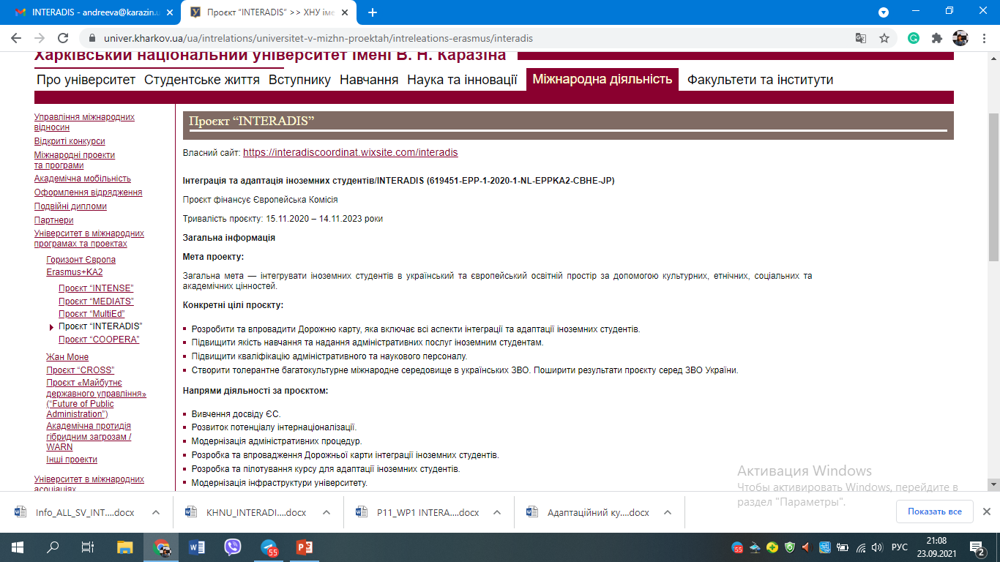 INTERADIS - andreeva@karazin.u
Проєкт “INTERADIS” >> ХНУ іме
univer.kharkov.ua/ua/intrelations/universitet-v-mizhn-proektah/intreleations-erasmus/interadis
Харківський національний університет імені В. Н. Каразіна
Про університет Студентське життя Вступнику Навчання Наука та інновації Міжнародна діяльність Факультети та інститути
Управління міжнародних
відносин
Відкриті конкурси
Міжнародні проекти
та програми
Академічна мобільність
Оформлення відрядження
Подвійні дипломи
Партнери
Університет в міжнародних
програмах та проектах
Горизонт Європа
Erasmus+KA2
Проєкт “INTENSE”
Проєкт “MEDIATS”
Проєкт “MultiEd”
Проєкт “INTERADIS”
Проєкт “COOPERA”
Жан Моне
Проєкт “CROSS”
Проєкт «Майбутнє
державного управління»
(“Future of Public
Administration”)
Академічна протидія
гібридним загрозам /
WARN
Інші проекти
Університет в міжнародних
асоціаціях
Проєкт “INTERADIS”
Власний сайт: https://interadiscoordinat.wixsite.com/interadis
Інтеграція та адаптація іноземних студентів/INTERADIS (619451-EPP-1-2020-1-NL-EPPKA2-CBHE-JP)
Проєкт фінансує Європейська Комісія
Тривалість проєкту: 15.11.2020 – 14.11.2023 роки
Загальна інформація
Мета проекту:
Загальна мета — інтегрувати іноземних студентів в український та європейський освітній простір за допомогою культурних, етнічних, соціальних та
академічних цінностей.
Конкретні цілі проєкту:
Розробити та впровадити Дорожню карту, яка включає всі аспекти інтеграції та адаптації іноземних студентів.
Підвищити якість навчання та надання адміністративних послуг іноземним студентам.
Підвищити кваліфікацію адміністративного та наукового персоналу.
Створити толерантне багатокультурне міжнародне середовище в українських ЗВО. Поширити результати проєкту серед ЗВО України.
Напрями діяльності за проєктом:
Вивчення досвіду ЄС.
Розвиток потенціалу інтернаціоналізації.
Модернізація адміністративних процедур.
Розробка та впровадження Дорожньої карти інтеграції іноземних студентів.
Розробка та пілотування курсу для адаптації іноземних студентів.
Модернізація інфраструктури університету.
Активация Windows
Чтобы активировать Windows, перейдите в
раздел "Параметры".
Info_ALL_SV_INT....docx
KHNU_INTERADI....docx
P11_WP1 INTERA....docx
Адаптаційний ку....docx
Показать все
55
55
РУС
21:08
23.09.2021
2